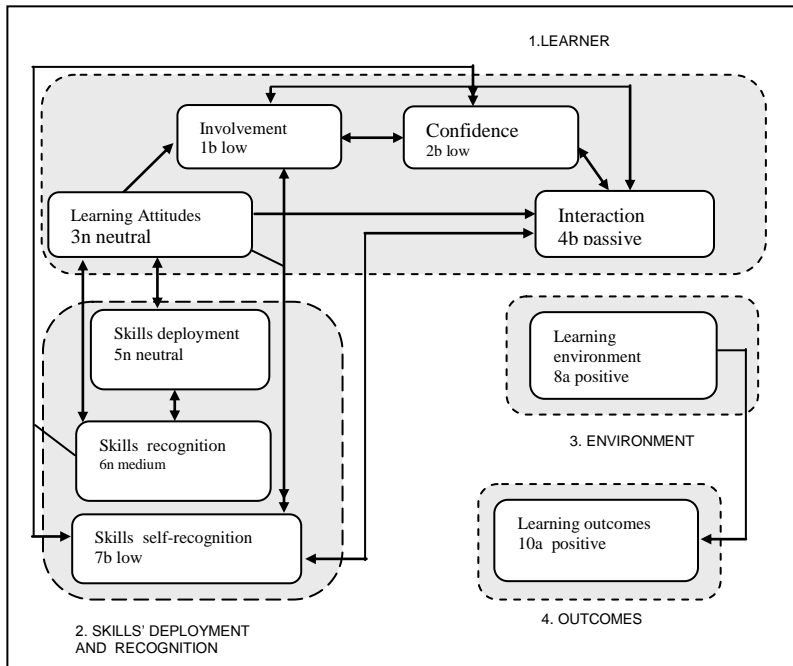 1.LEARNER
Involvement
1b low
Confidence
2b low
Learning Attitudes
3n neutral
Interaction
4b passive
Skills deployment
5n neutral
Learning
environment
8a positive
3. ENVIRONMENT
Skills recognition
6n medium
Skills self-recognition
7b low
Learning outcomes
10a positive
4. OUTCOMES
2. SKILLS' DEPLOYMENT
AND RECOGNITION